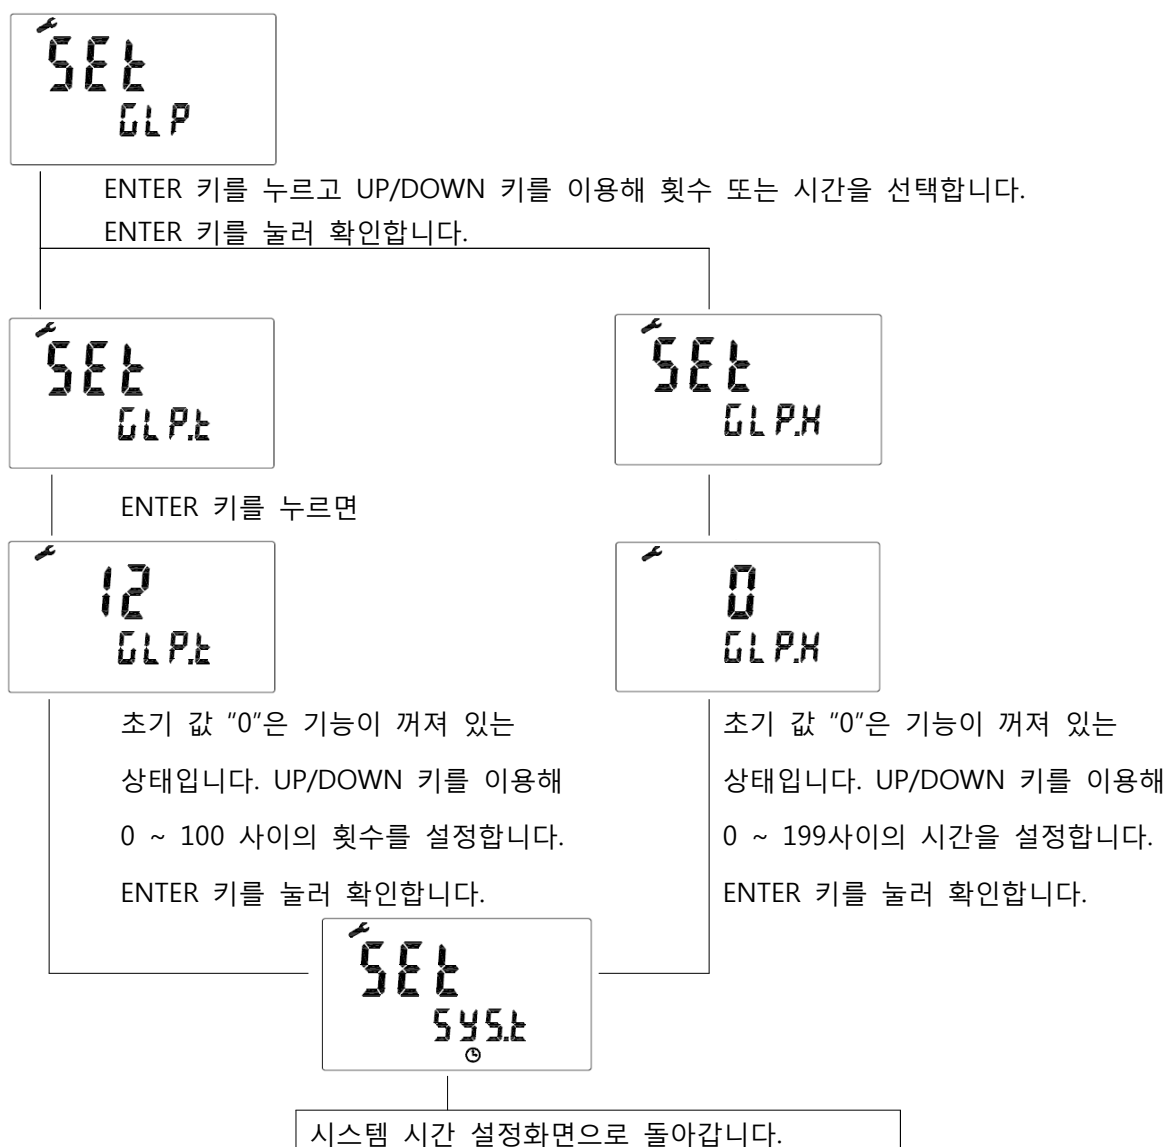 SEt
GLP
ENTER 키를 누르고 UP/DOWN 키를 이용해 횟수 또는 시간을 선택합니다.
ENTER 키를 눌러 확인합니다.
SEt
GLP.t
SEt
GLP.H
ENTER 키를 누르면
12
GLP.t
0
GLP.H
초기 값 “0”은 기능이 꺼져 있는
상태입니다. UP/DOWN 키를 이용해
0 ~ 100 사이의 횟수를 설정합니다.
ENTER 키를 눌러 확인합니다.
초기 값 “0”은 기능이 꺼져 있는
상태입니다. UP/DOWN 키를 이용해
0 ~ 199사이의 시간을 설정합니다.
ENTER 키를 눌러 확인합니다.
SEt
SYS.t
시스템 시간 설정화면으로 돌아갑니다.